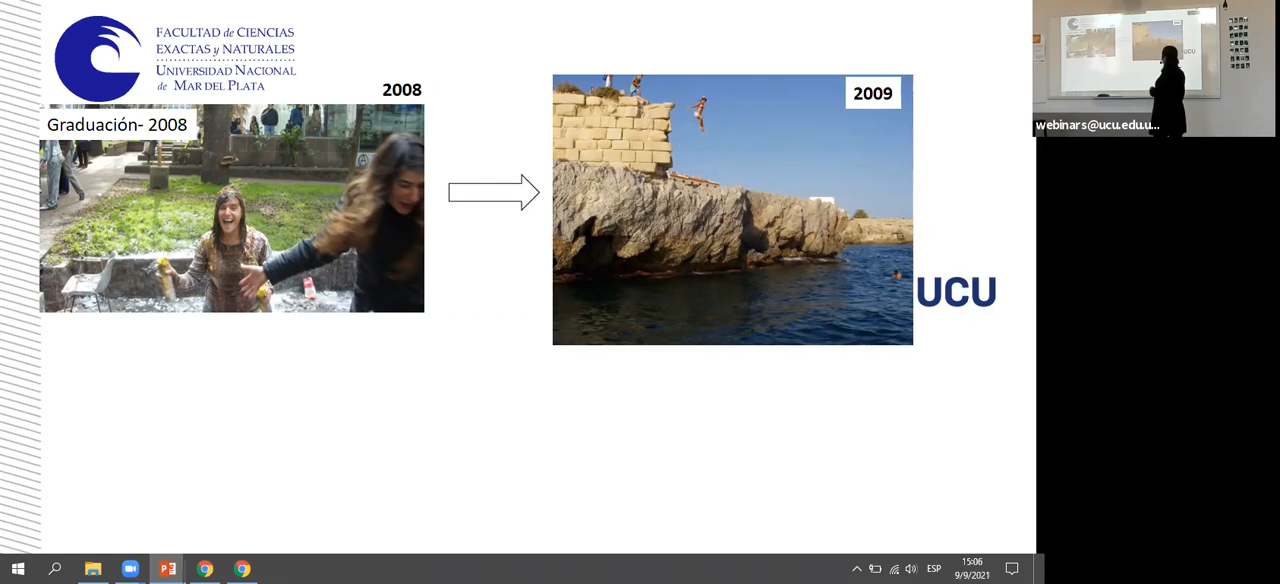 FACULTAD de CIENCIAS
EXACTAS y NATURALES
UNIVERSIDAD NACIONAL
de MAR DEL PLATA
2008
Graduación- 2008
2009
UCU
webinars@ucu.edu.u...
UCU
ESP
15:06
9/9/2021